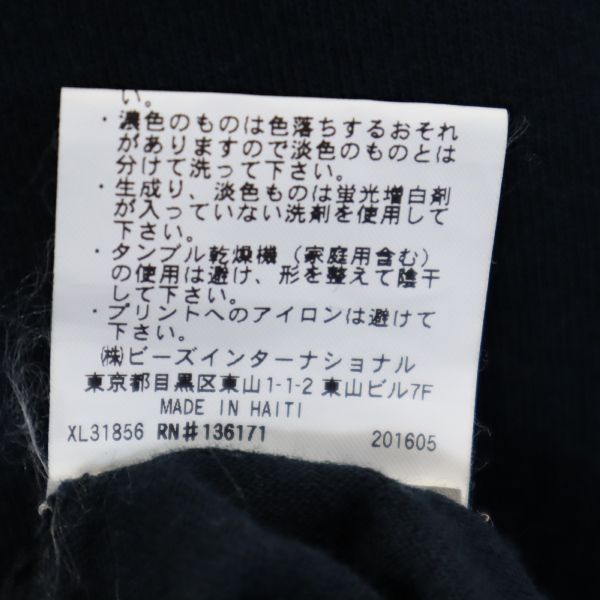 い。
・濃色のものは色落ちするおそれ
がありますので淡色のものとは
分けて洗って下さい。
・生成り、淡色ものは蛍光増白剤
が入っていない洗剤を使用して
下さい。
・タンブル乾燥機（家庭用含む）
の使用は避け、形を整えて陰干
して下さい。
・プリントへのアイロンは避けて
下さい。
㈱ビーズインターナショナル
東京都目黒区東山1-1-2 東山ビル7F
MADE IN HAITI
XL31856 RN#136171 201605